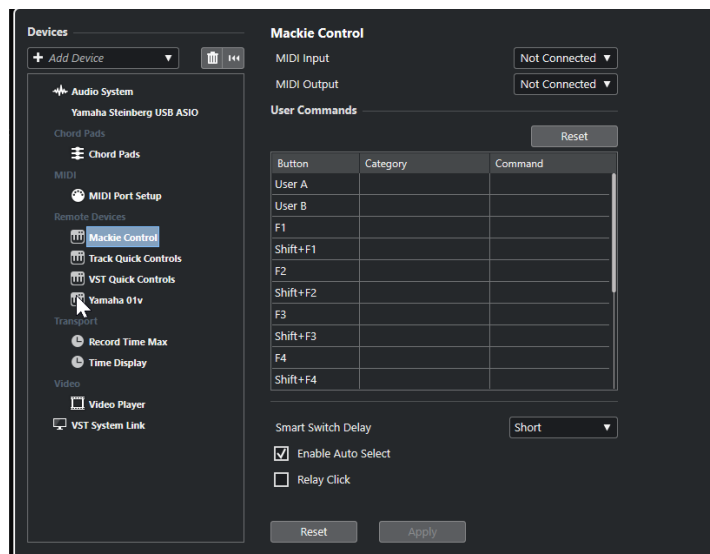 Devices
Add Device
Audio System
Yamaha Steinberg USB ASIO
Chord Pads
Chord Pads
MIDI
MIDI Port Setup
Remote Devices
Mackie Control
Track Quick Controls
VST Quick Controls
Yamaha 01v
Transport
Record Time Max
Time Display
Video
Video Player
VST System Link
Mackie Control
MIDI Input Not Connected
MIDI Output Not Connected
User Commands
Reset
Button Category Command
User A
User B
F1
Shift+F1
F2
Shift+F2
F3
Shift+F3
F4
Shift+F4
Smart Switch Delay Short
Enable Auto Select
Relay Click
Reset Apply